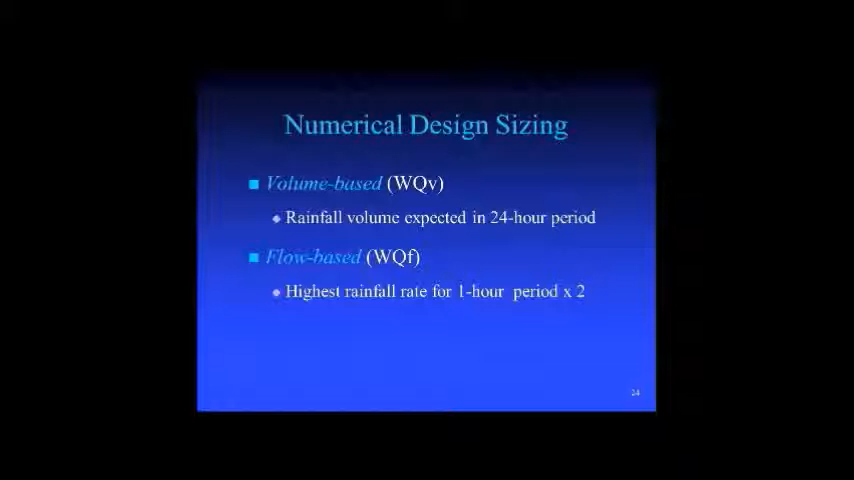 Numerical Design Sizing
Volume-based (WQv)
Rainfall volume expected in 24-hour period
Flow-based (WQf)
Highest rainfall rate for 1-hour period x 2
24